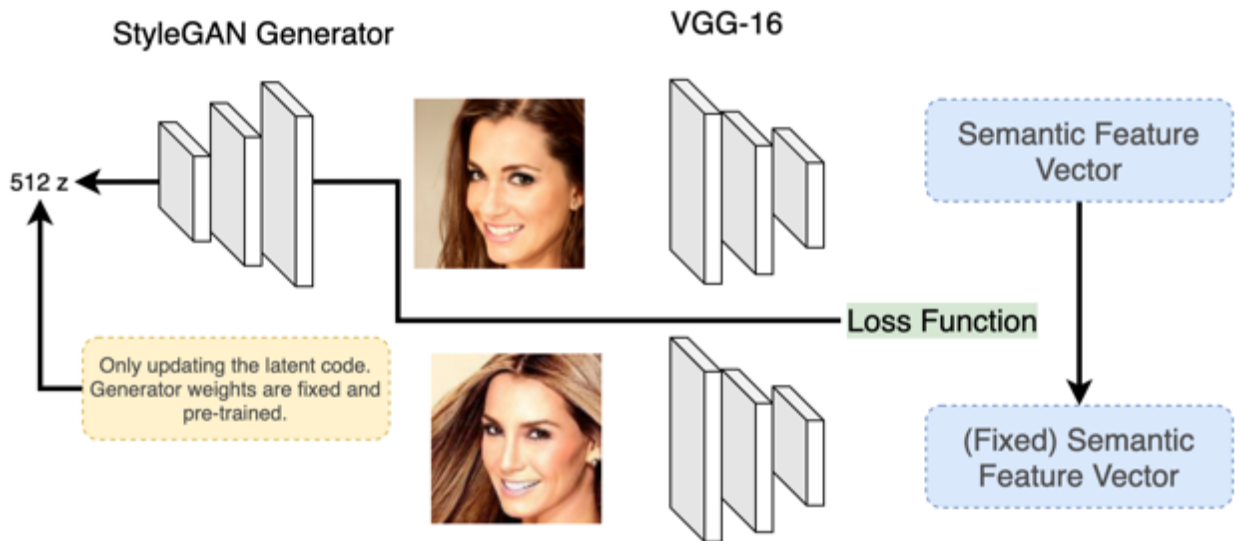 StyleGAN Generator
VGG-16
512 z
Semantic Feature
Vector
Loss Function
Only updating the latent code.
Generator weights are fixed and
pre-trained.
(Fixed) Semantic
Feature Vector